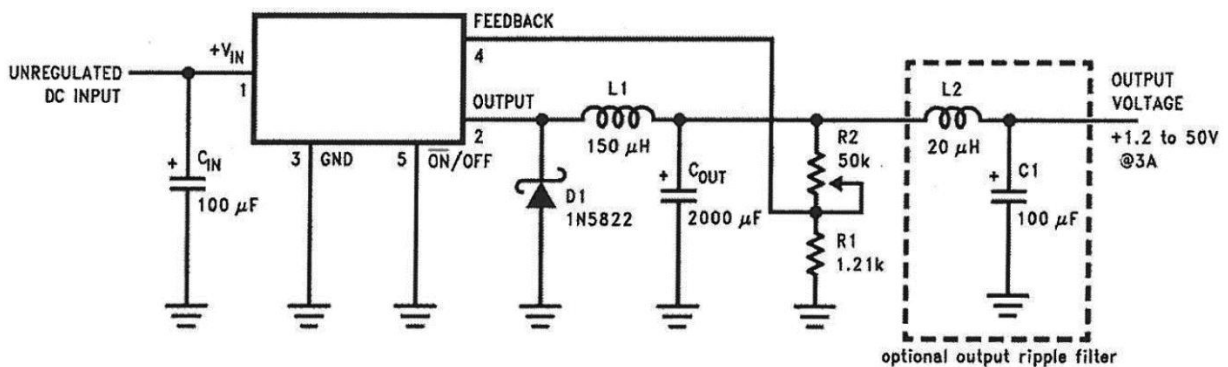 FEEDBACK
4
+VIN
1
UNREGULATED
DC INPUT
OUTPUT
2
L1
150 μH
3 GND
5 ON/OFF
+
CIN
100 μF
D1
1N5822
+
COUT
2000 μF
R2
50k
R1
1.21k
L2
20 μH
+
C1
100 μF
OUTPUT
VOLTAGE
+1.2 to 50V
@3A
optional output ripple filter